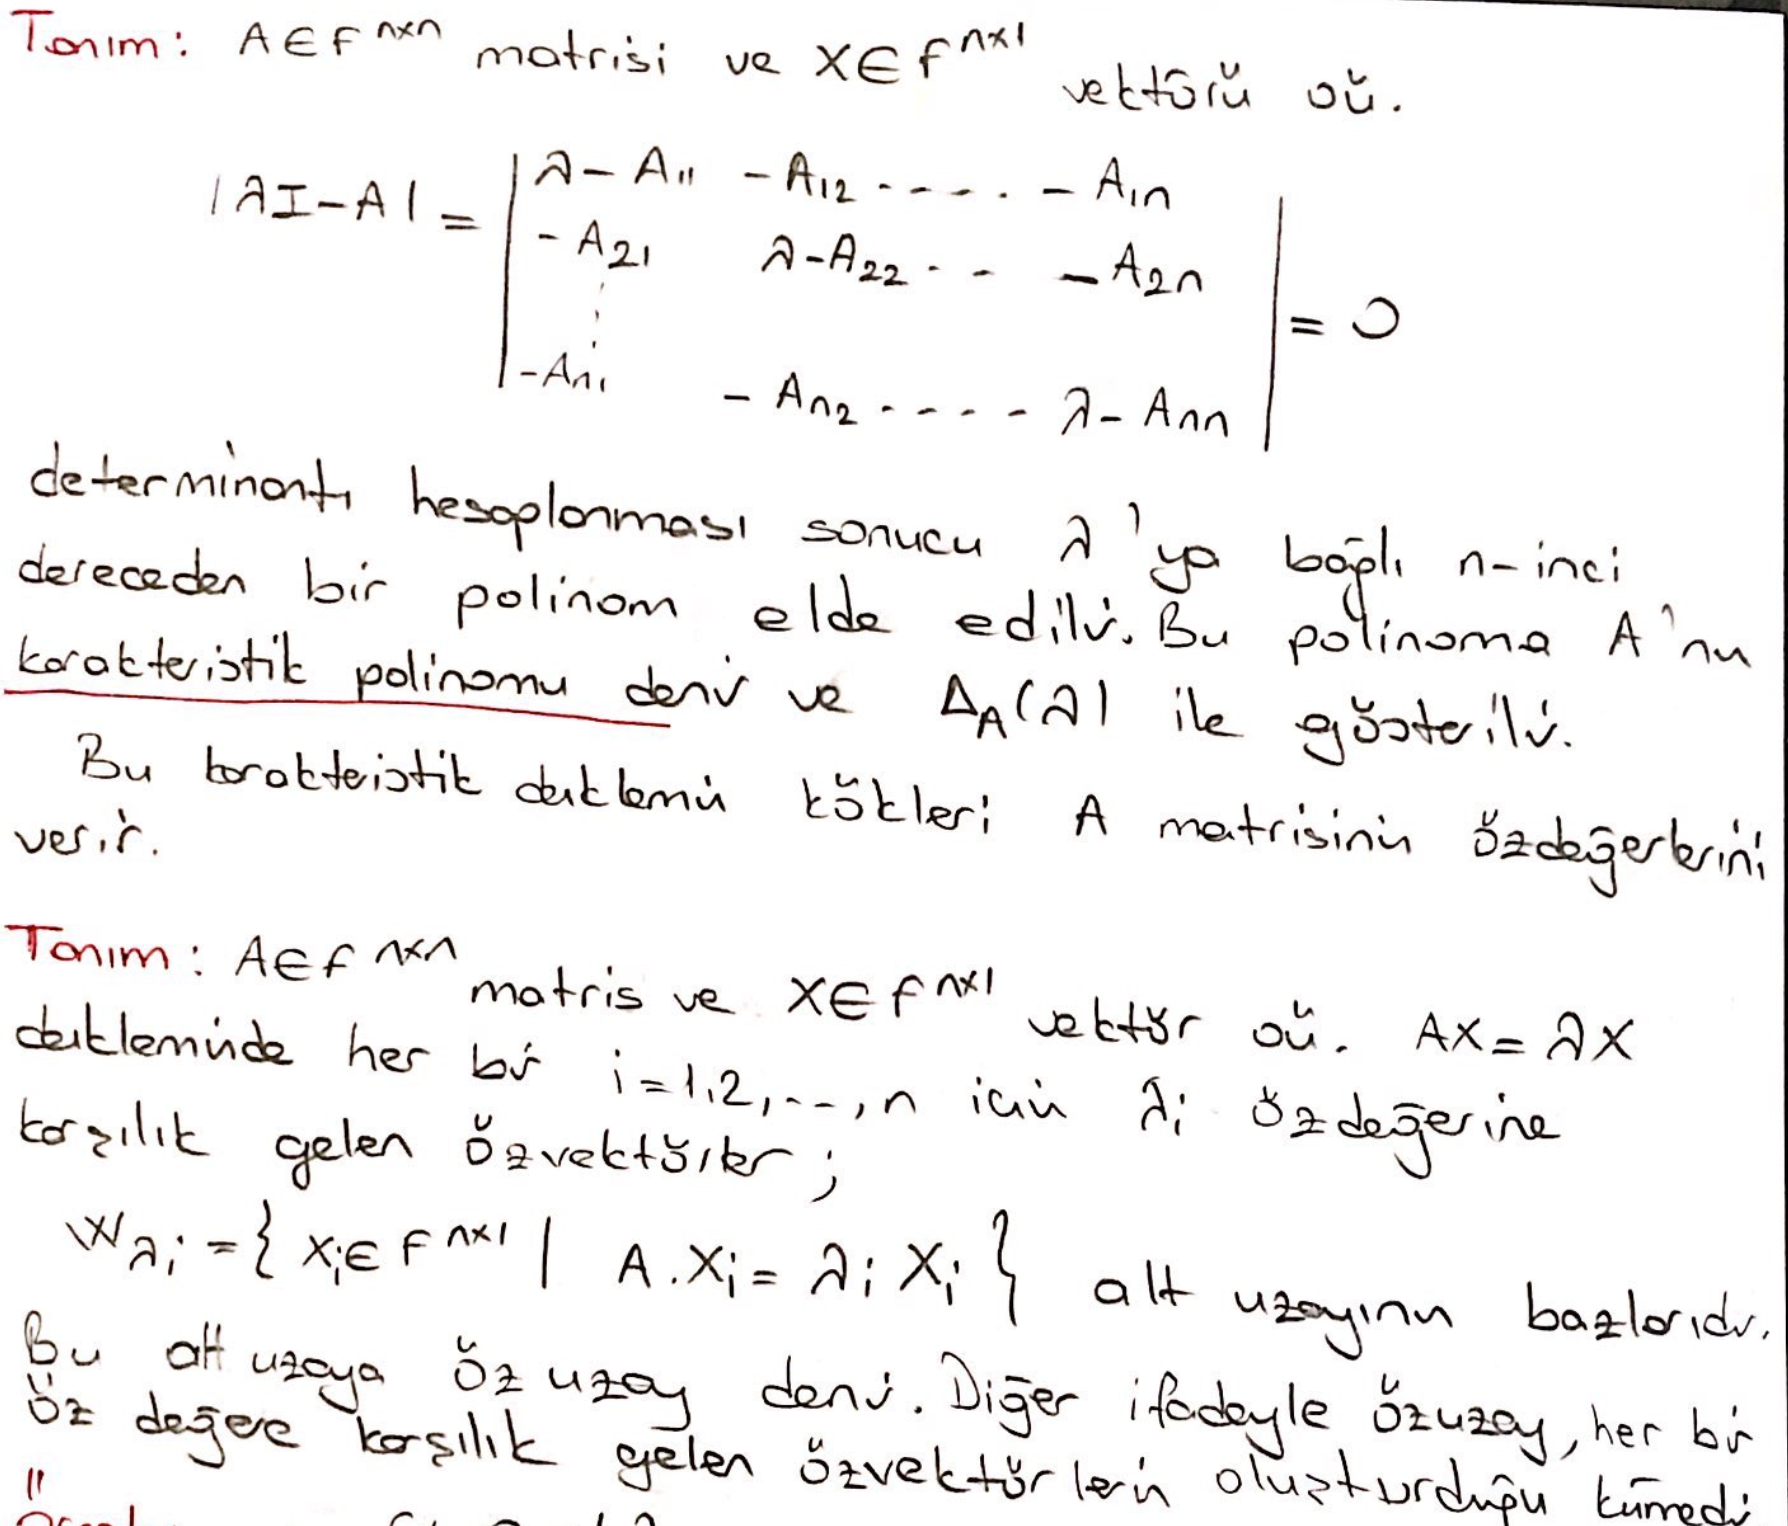 Tanım: A∈F^{n×n} matrisi ve X∈F^{n×1} vektörü oü.
|λI-A| = | λ-A₁₁ -A₁₂ ..... -A₁ₙ
-A₂₁ λ-A₂₂ .. -A₂ₙ
⋮ | = 0
-Aₙ₁ -Aₙ₂ ..... λ-Aₙₙ
determinantı hesaplanması sonucu λ'ya bağlı n-inci
dereceden bir polinom elde edilir. Bu polinoma A'nın
karakteristik polinomu denir ve Δ_A(λ) ile gösterilir.
Bu karakteristik denklemin kökleri A matrisinin özdeğerlerini
verir.
Tanım: A∈F^{n×n} matris ve X∈F^{n×1} vektör oü. AX=λX
denkleminde her bir i=1,2,...,n için λᵢ özdeğerine
karşılık gelen özvektörler;
W_{λᵢ} = { Xᵢ∈F^{n×1} | A.Xᵢ = λᵢXᵢ } alt uzayının bazlarıdır.
Bu alt uzaya öz uzay denir. Diğer ifadeyle özuzay, her bir
öz değere karşılık gelen özvektörlerin oluşturduğu kümedir